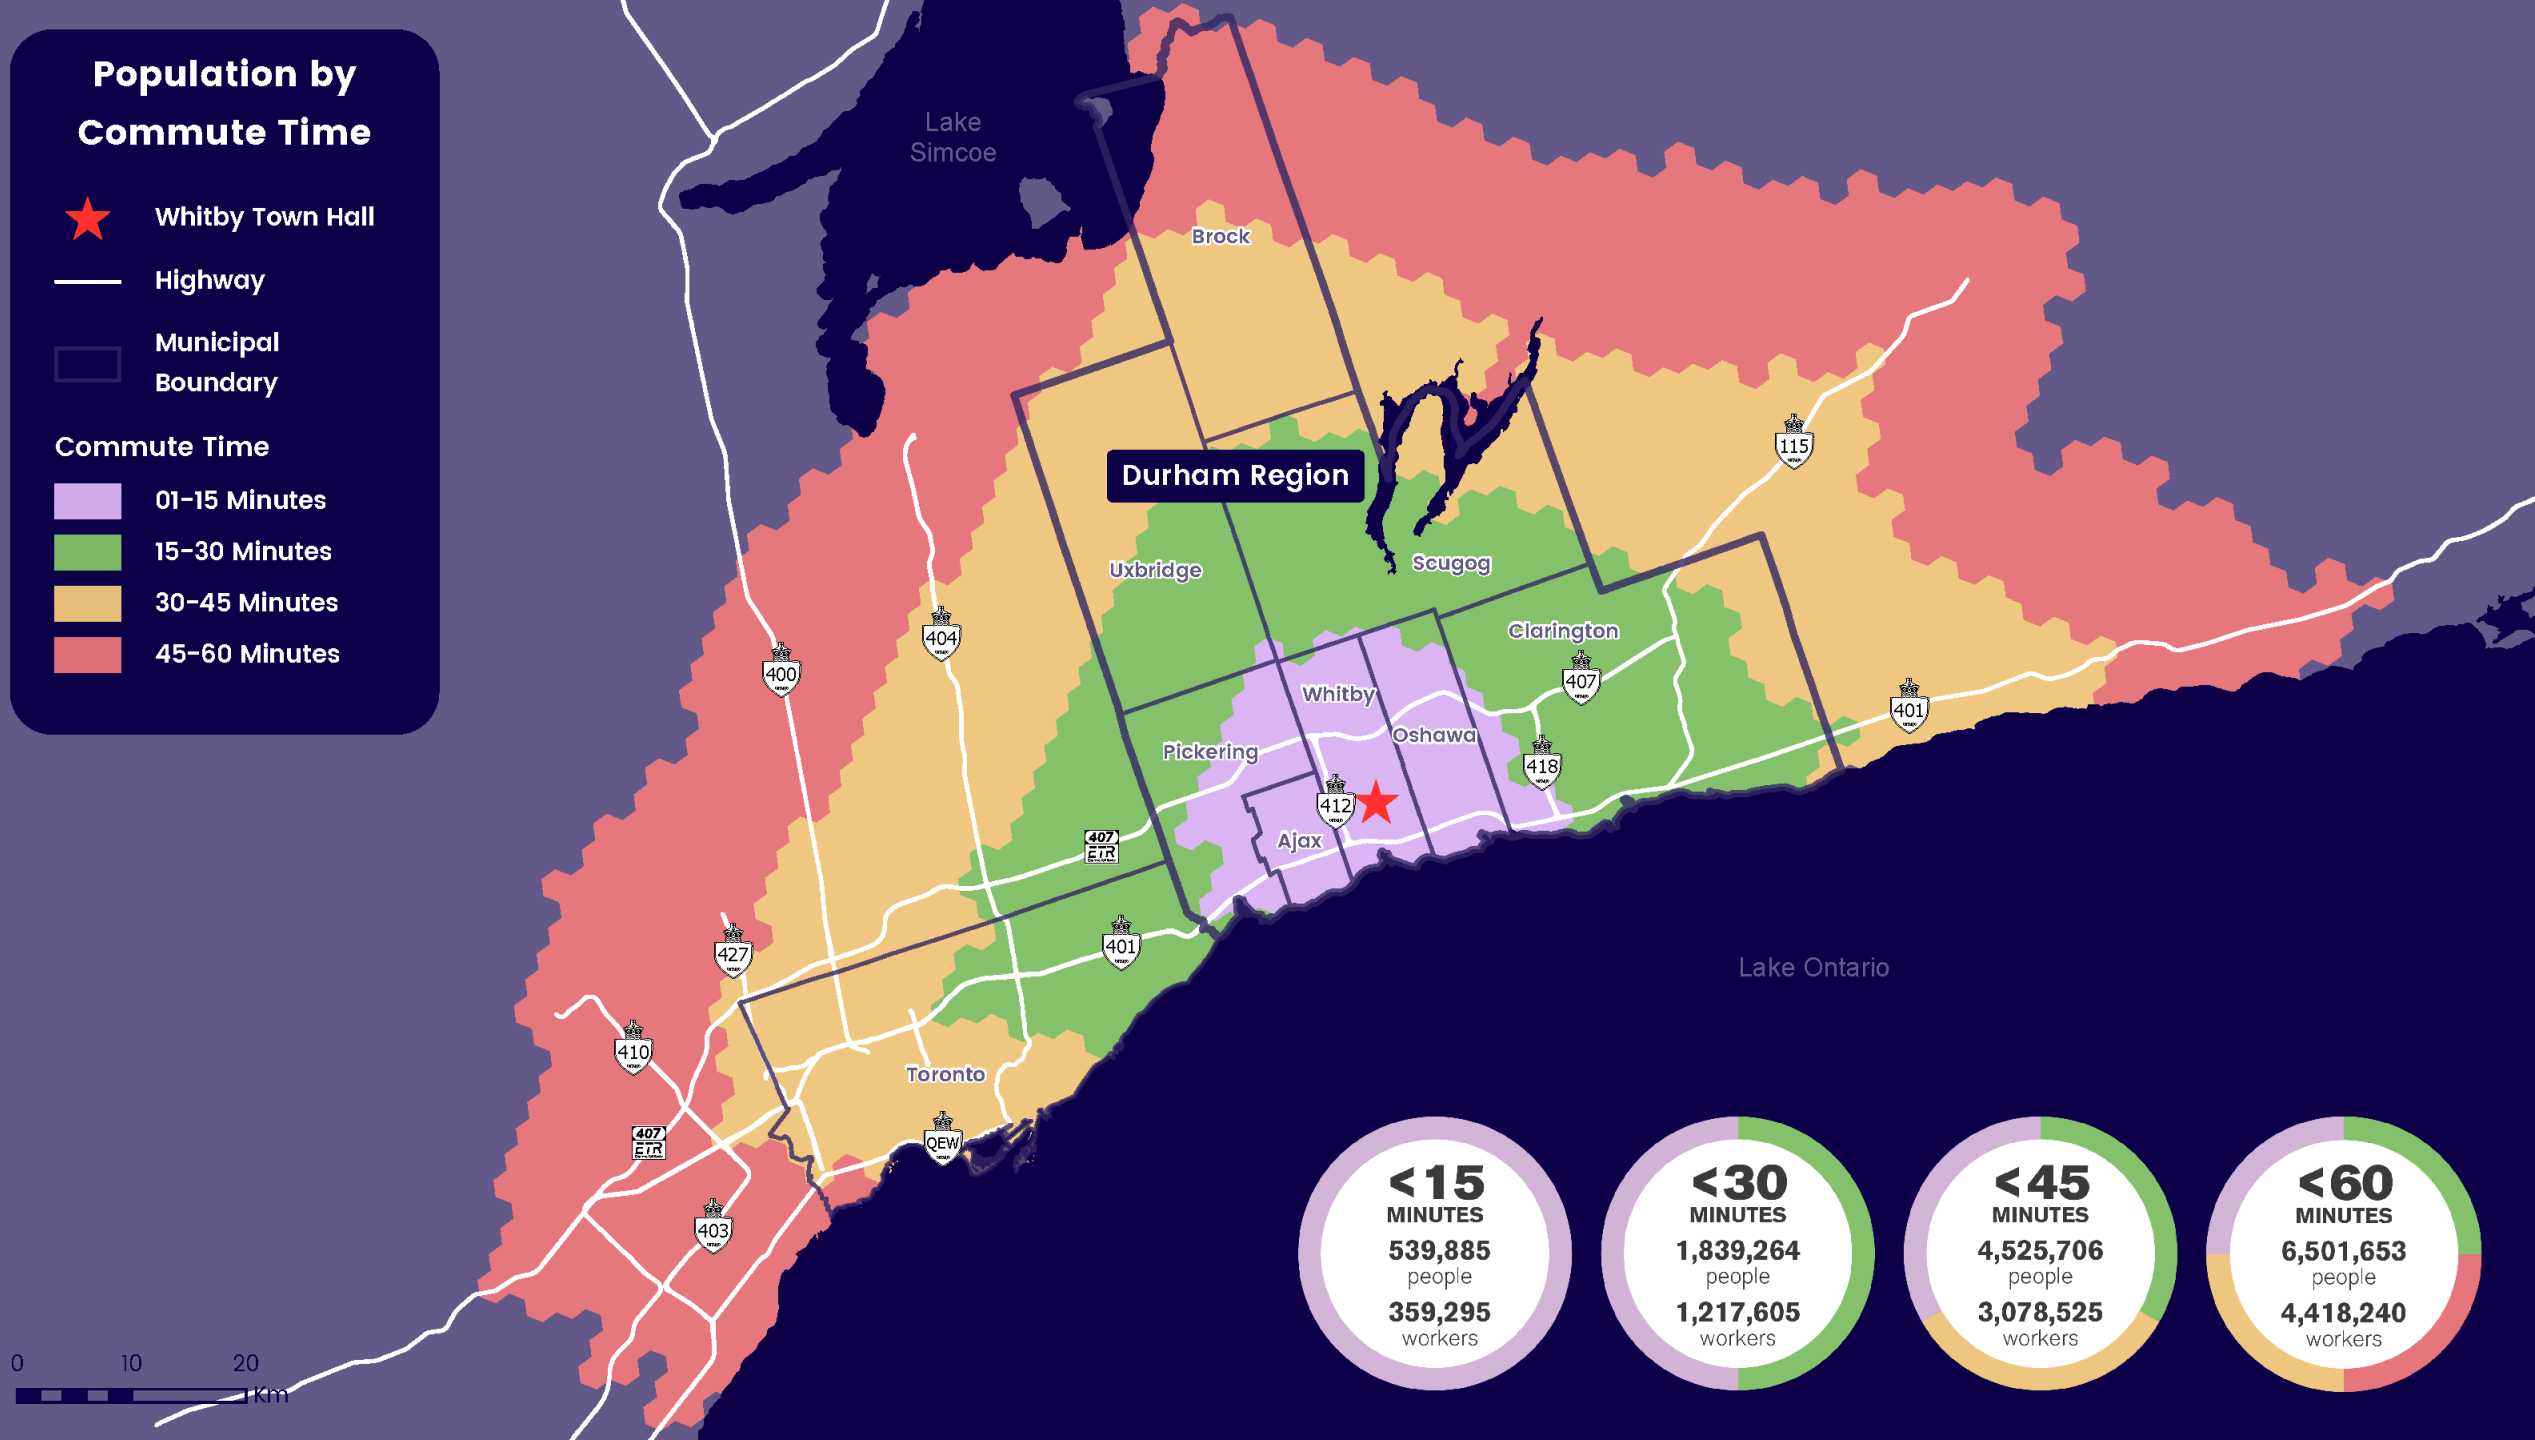 Population by
Commute Time
Whitby Town Hall
Highway
Municipal
Boundary
Commute Time
01-15 Minutes
15-30 Minutes
30-45 Minutes
45-60 Minutes
Lake
Simcoe
Brock
Durham Region
115
Uxbridge
Scugog
404
400
Clarington
407
Whitby
401
Oshawa
Pickering
418
412
Ajax
407
ETR
427
401
Lake Ontario
410
Toronto
407
ETR
QEW
403
<15
MINUTES
539,885
people
359,295
workers
<30
MINUTES
1,839,264
people
1,217,605
workers
<45
MINUTES
4,525,706
people
3,078,525
workers
<60
MINUTES
6,501,653
people
4,418,240
workers
0 10 20
Km